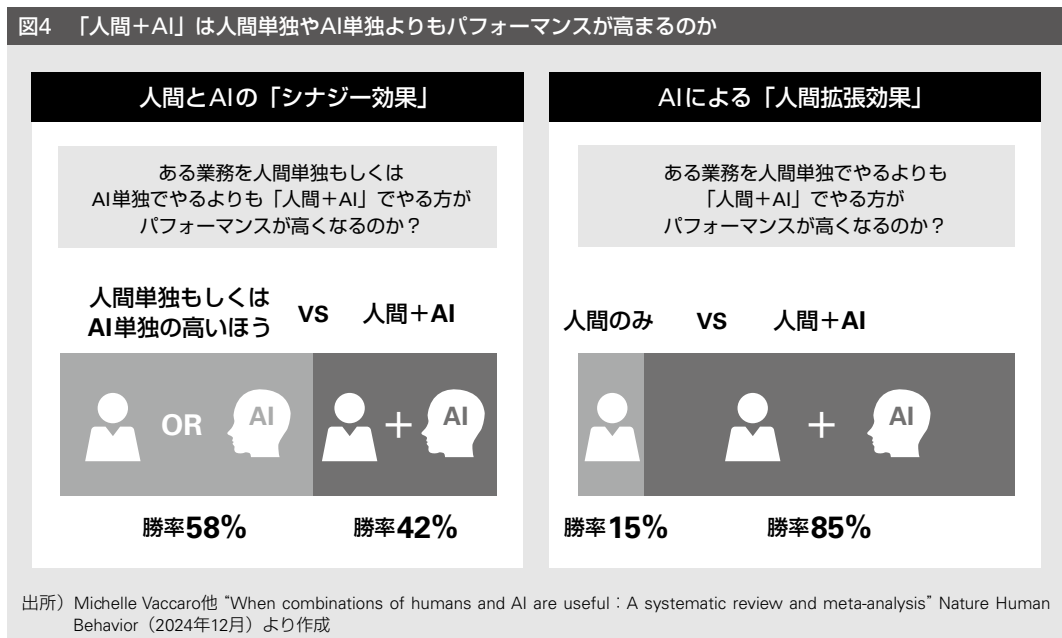 図4　「人間＋AI」は人間単独やAI単独よりもパフォーマンスが高まるのか
人間とAIの「シナジー効果」
ある業務を人間単独もしくは
AI単独でやるよりも「人間＋AI」でやる方が
パフォーマンスが高くなるのか？
人間単独もしくは
AI単独の高いほう
VS
人間＋AI
AI
OR
＋
AI
勝率58%
勝率42%
AIによる「人間拡張効果」
ある業務を人間単独でやるよりも
「人間＋AI」でやる方が
パフォーマンスが高くなるのか？
人間のみ
VS
人間＋AI
＋
AI
勝率15%
勝率85%
出所）Michelle Vaccaro他 “When combinations of humans and AI are useful：A systematic review and meta-analysis” Nature Human
Behavior（2024年12月）より作成